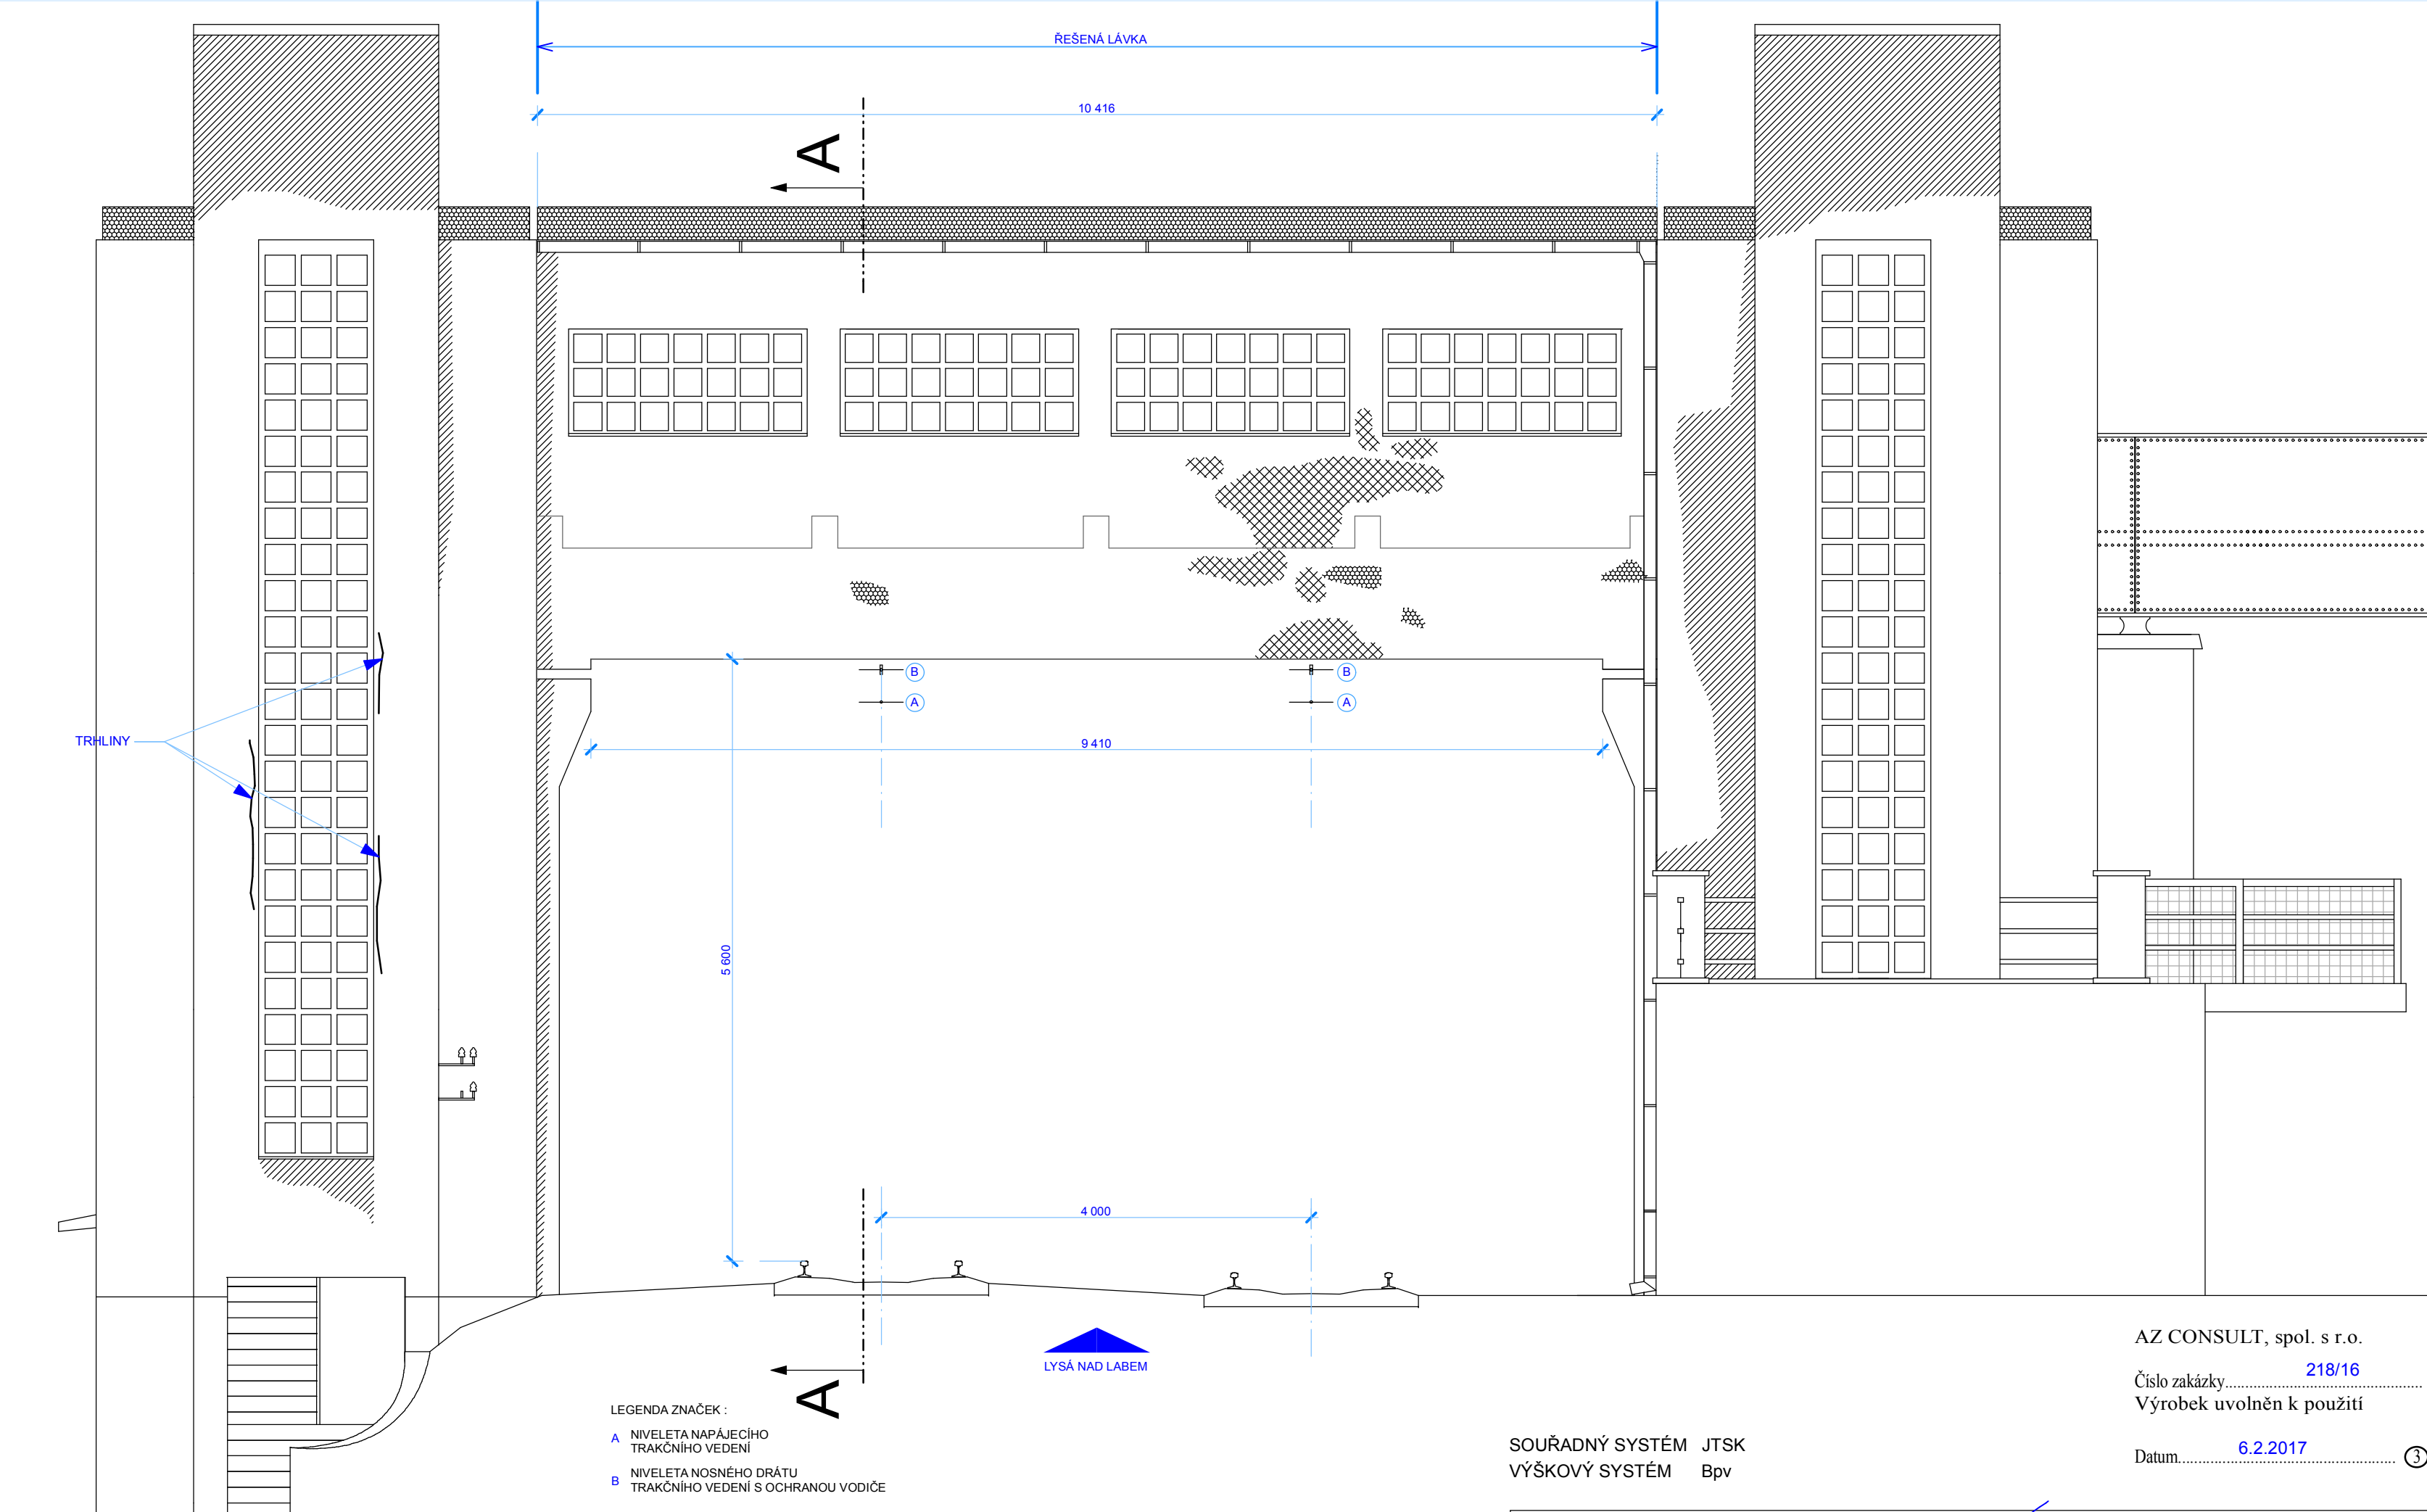 ŘEŠENÁ LÁVKA
10 416
A
TRHLINY
B
B
A
A
9 410
5 600
4 000
LYSÁ NAD LABEM
A
LEGENDA ZNAČEK :
A NIVELETA NAPÁJECÍHO
TRAKČNÍHO VEDENÍ
B NIVELETA NOSNÉHO DRÁTU
TRAKČNÍHO VEDENÍ S OCHRANOU VODIČE
SOUŘADNÝ SYSTÉM JTSK
VÝŠKOVÝ SYSTÉM Bpv
AZ CONSULT, spol. s r.o.
Číslo zakázky 218/16
Výrobek uvolněn k použití
Datum 6.2.2017 3